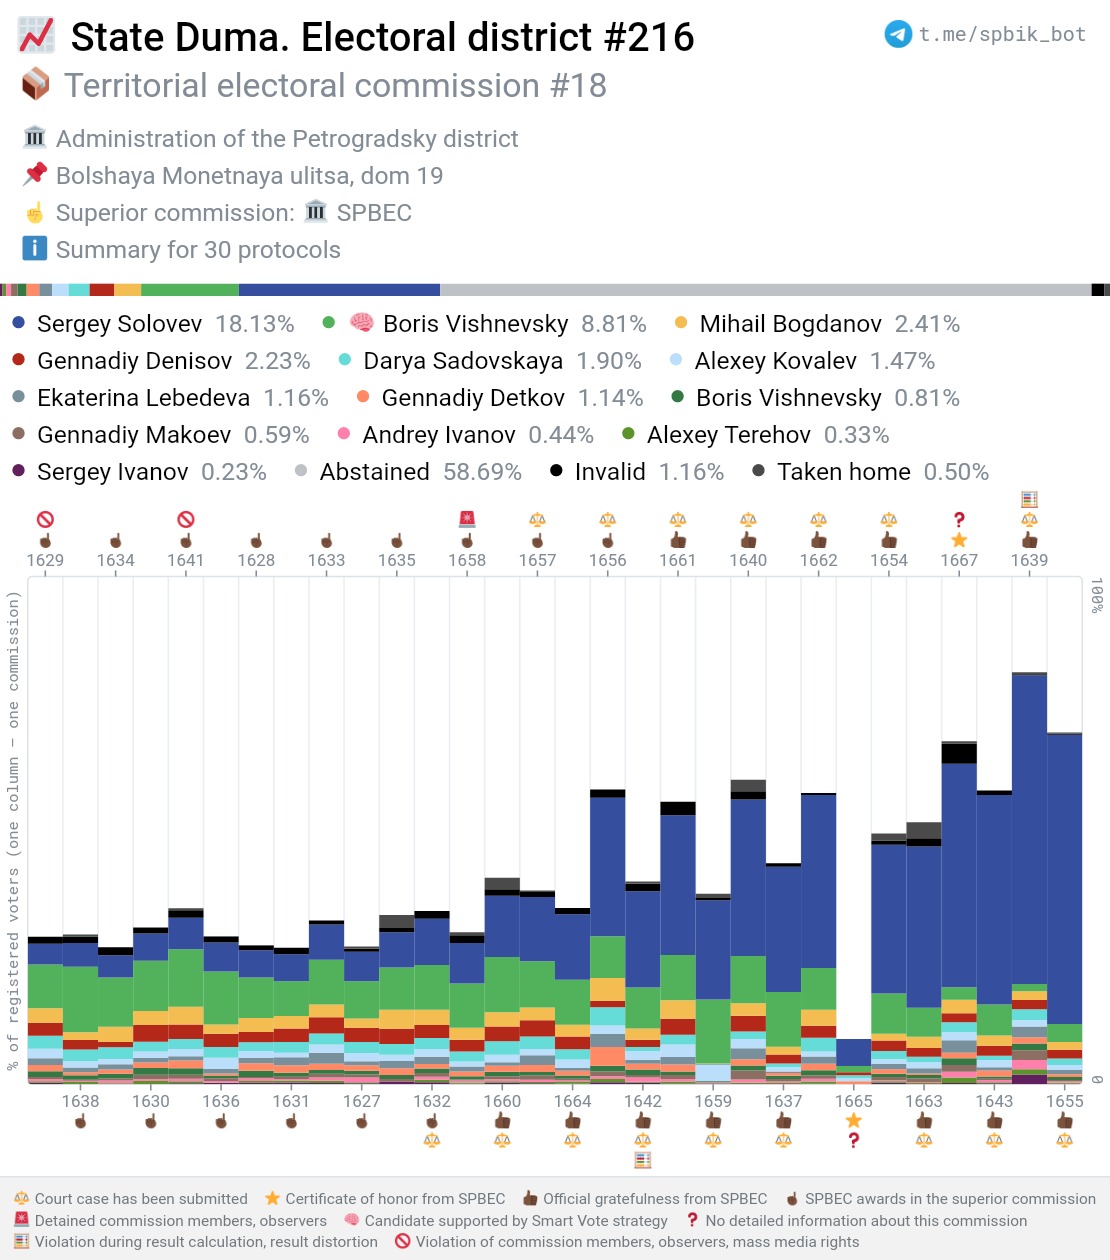 State Duma. Electoral district #216
t.me/spbik_bot
Territorial electoral commission #18
Administration of the Petrogradsky district
Bolshaya Monetnaya ulitsa, dom 19
Superior commission: SPBEC
Summary for 30 protocols
Sergey Solovev 18.13% Boris Vishnevsky 8.81% Mihail Bogdanov 2.41%
Gennadiy Denisov 2.23% Darya Sadovskaya 1.90% Alexey Kovalev 1.47%
Ekaterina Lebedeva 1.16% Gennadiy Detkov 1.14% Boris Vishnevsky 0.81%
Gennadiy Makoev 0.59% Andrey Ivanov 0.44% Alexey Terehov 0.33%
Sergey Ivanov 0.23% Abstained 58.69% Invalid 1.16% Taken home 0.50%
1629 1634 1641 1628 1633 1635 1658 1657 1656 1661 1640 1662 1654 1667 1639
100%
% of registered voters (one column – one commission)
0
1638 1630 1636 1631 1627 1632 1660 1664 1642 1659 1637 1665 1663 1643 1655
Court case has been submitted Certificate of honor from SPBEC Official gratefulness from SPBEC SPBEC awards in the superior commission
Detained commission members, observers Candidate supported by Smart Vote strategy No detailed information about this commission
Violation during result calculation, result distortion Violation of commission members, observers, mass media rights